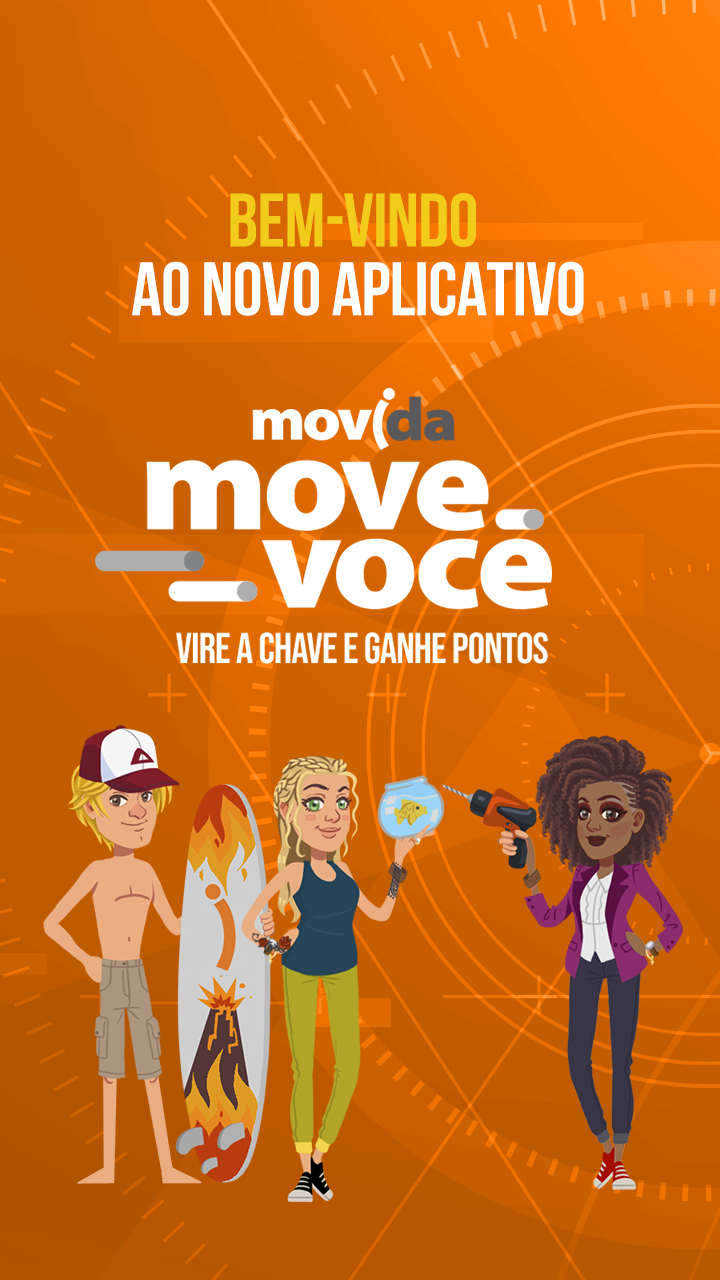 BEM-VINDO
AO NOVO APLICATIVO
movida
move
você
VIRE A CHAVE E GANHE PONTOS